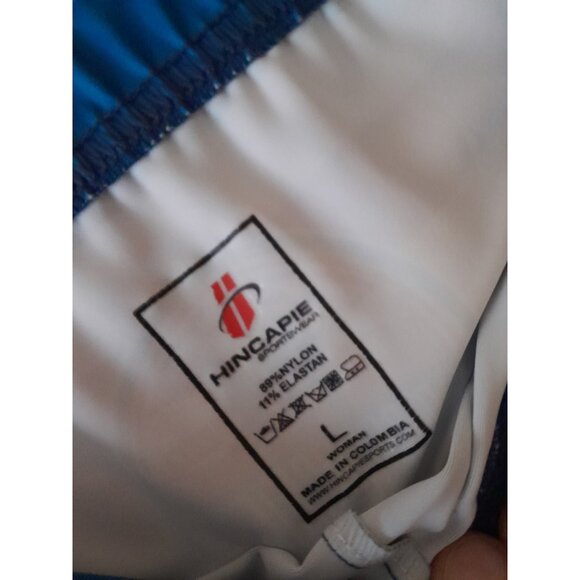 HINCAPIE
SPORTSWEAR
89%NYLON
11% ELASTAN
L
WOMAN
MADE IN COLOMBIA
WWW.HINCAPIESPORTS.COM